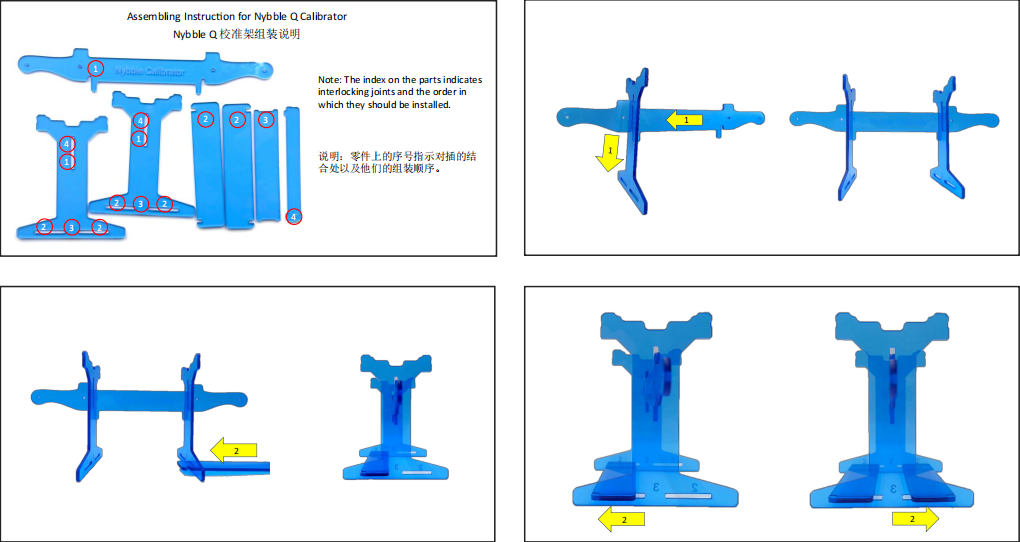 Assembling Instruction for Nybble Q Calibrator
Nybble Q 校准架组装说明
1
Nybble Calibrator
Note: The index on the parts indicates
interlocking joints and the order in
which they should be installed.
说明：零件上的序号指示对插的结
合处以及他们的组装顺序。
4
1
4
1
2
2
3
2 3 2
2 3 2
4
1
1
2
3
2
3 2
2
3
2